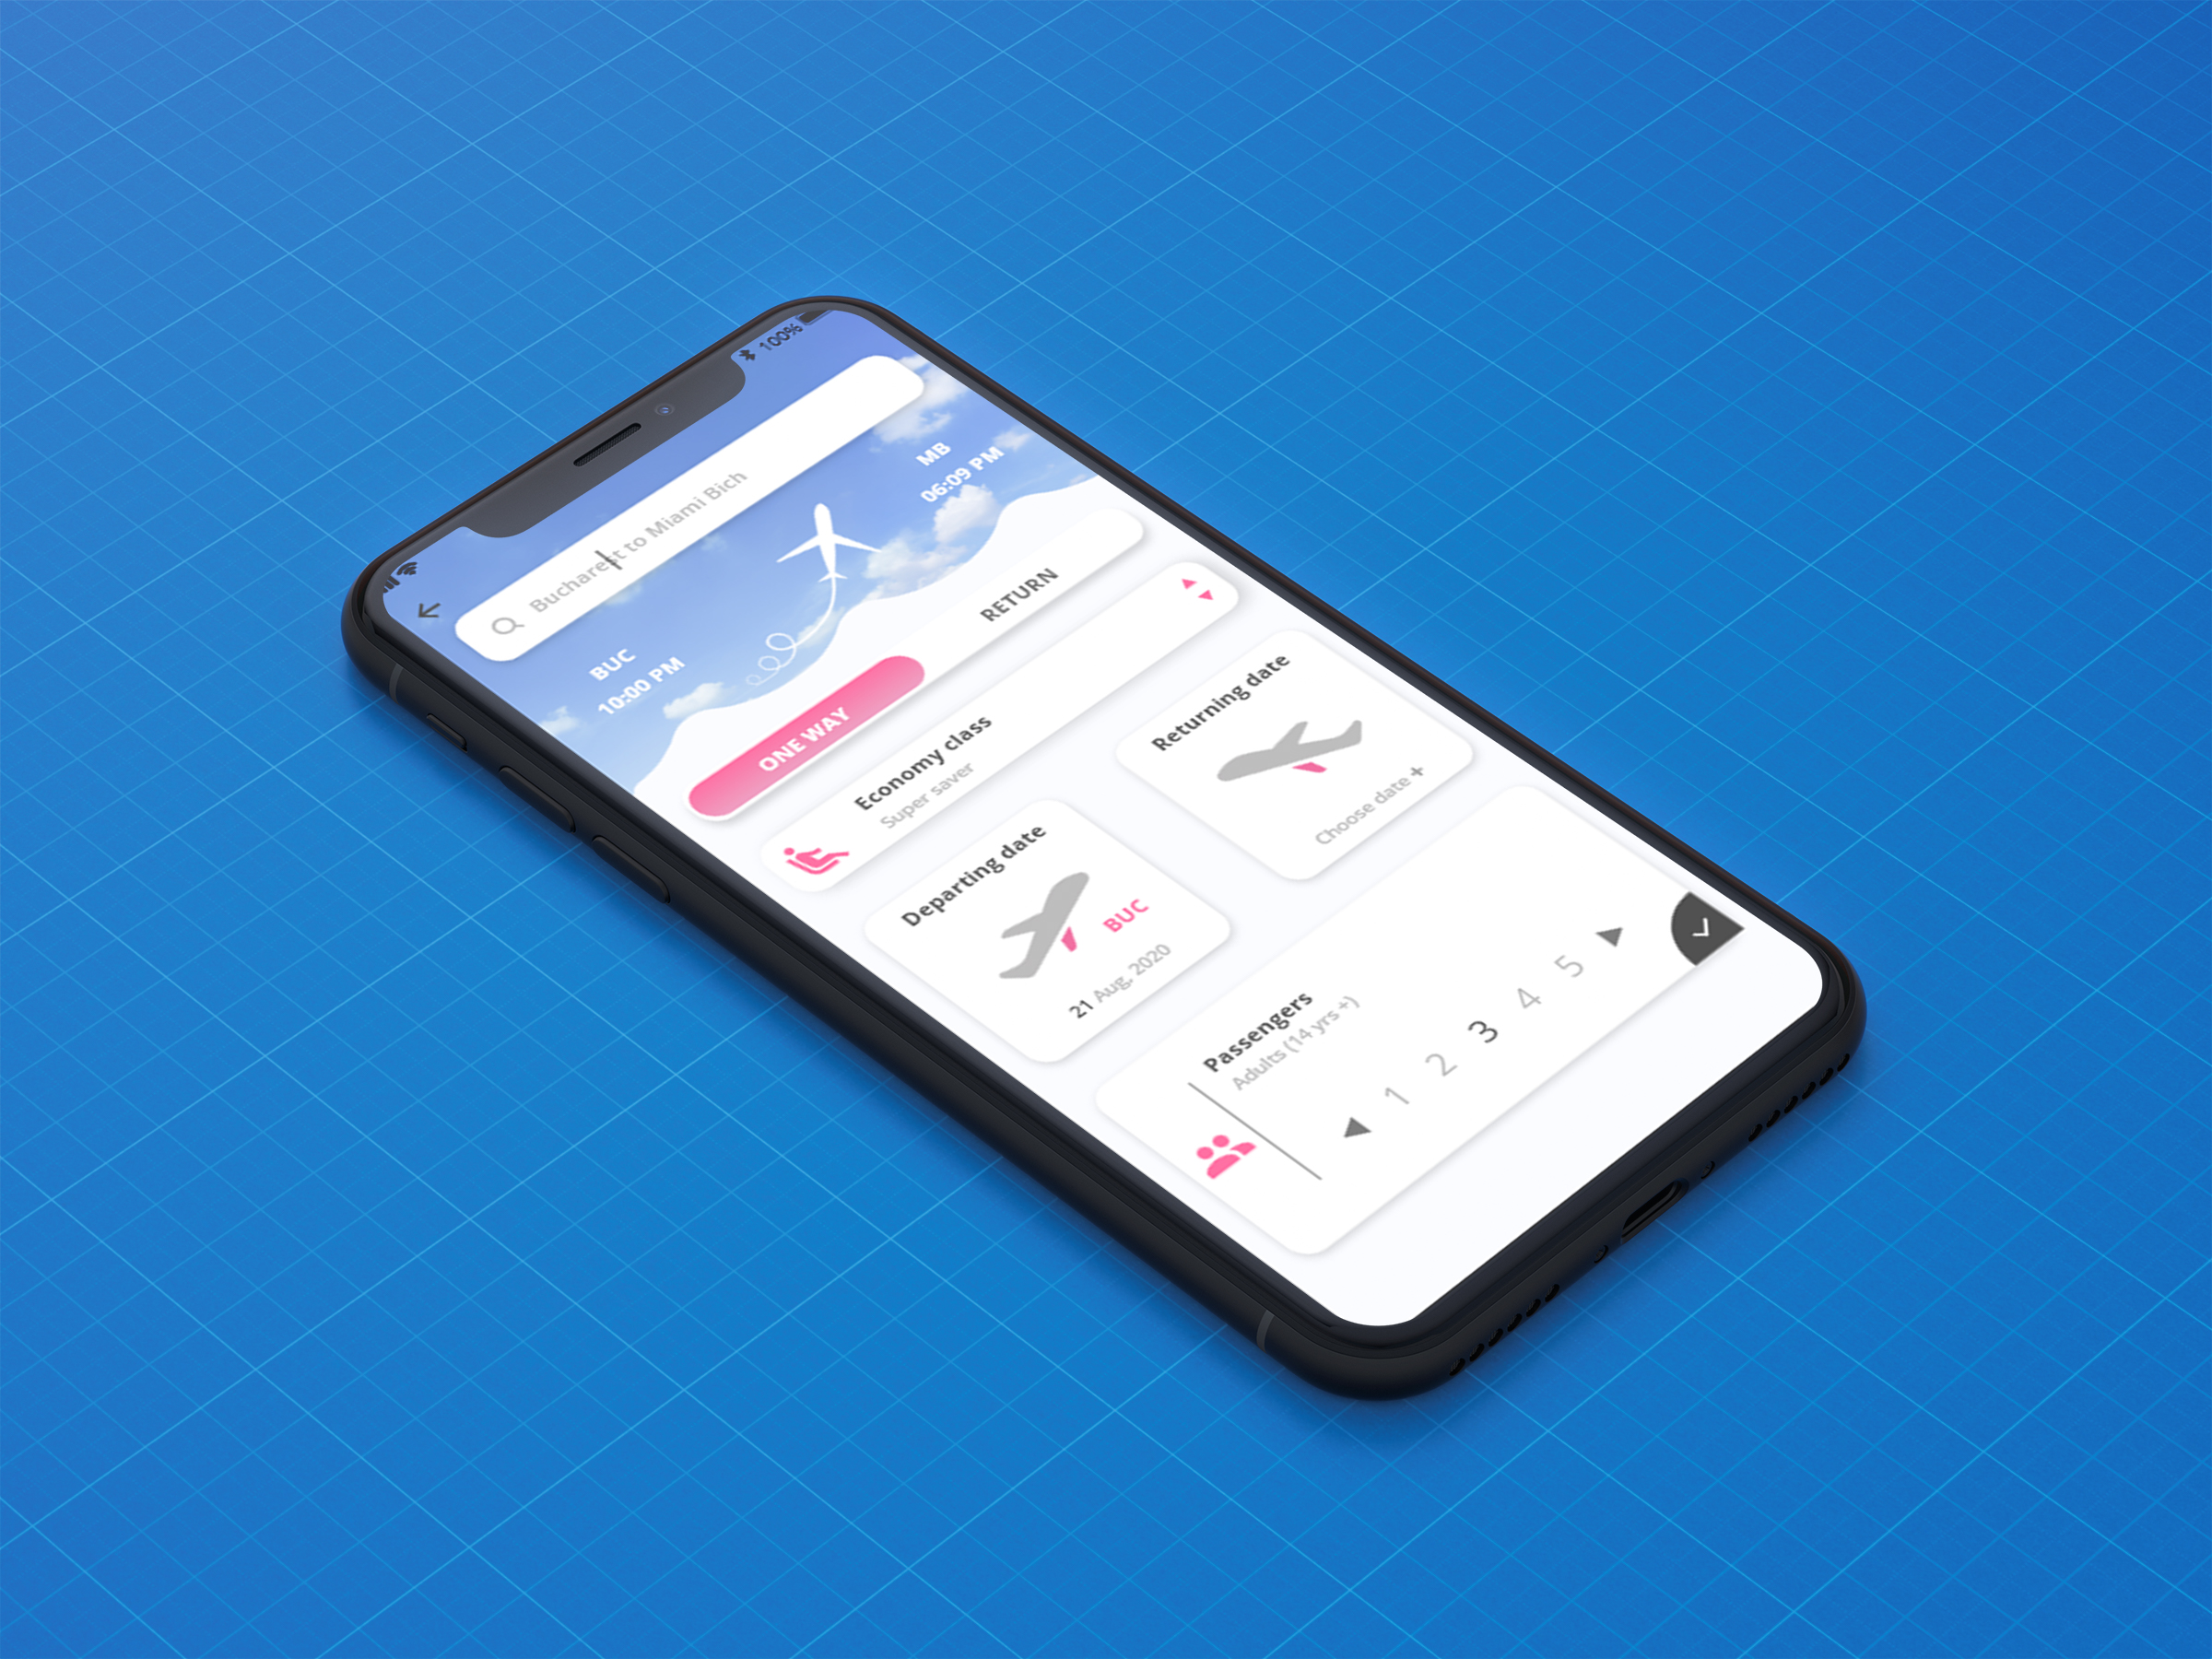 100%
Bucharest to Miami Bich
BUC
10:00 PM
MB
06:09 PM
ONE WAY
RETURN
Economy class
Super saver
Departing date
BUC
21 Aug, 2020
Returning date
Choose date +
Passengers
Adults (14 yrs +)
1 2 3 4 5